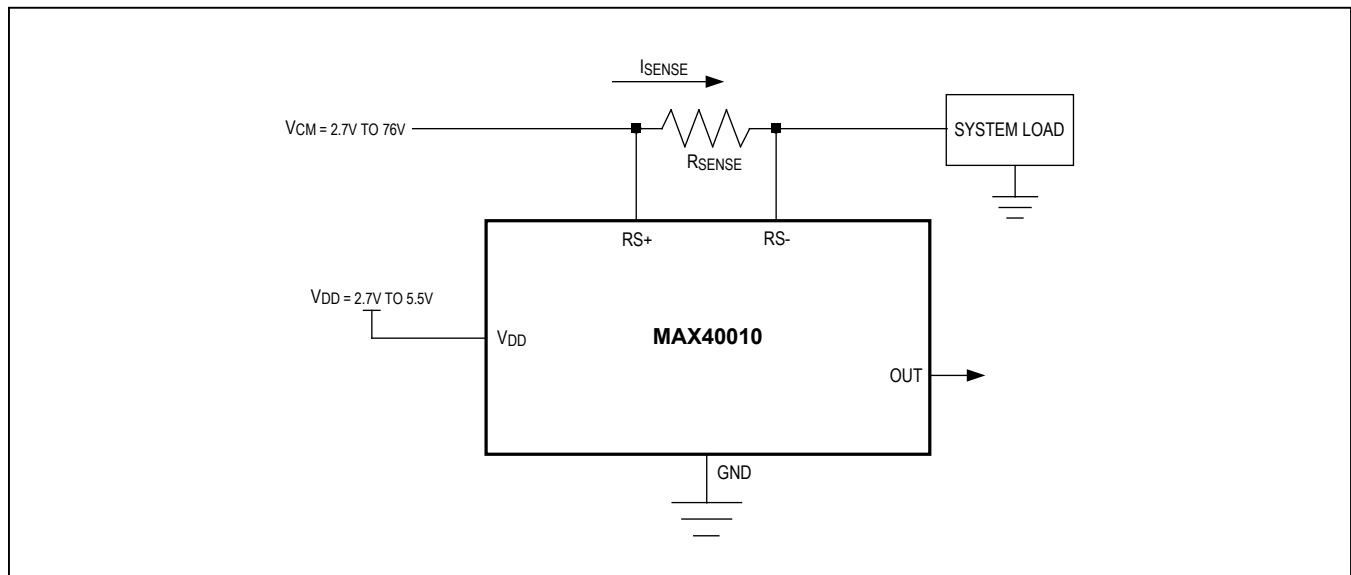 ISENSE
VCM = 2.7V TO 76V
SYSTEM LOAD
RSENSE
RS+ RS-
VDD = 2.7V TO 5.5V
VDD
MAX40010
OUT
GND